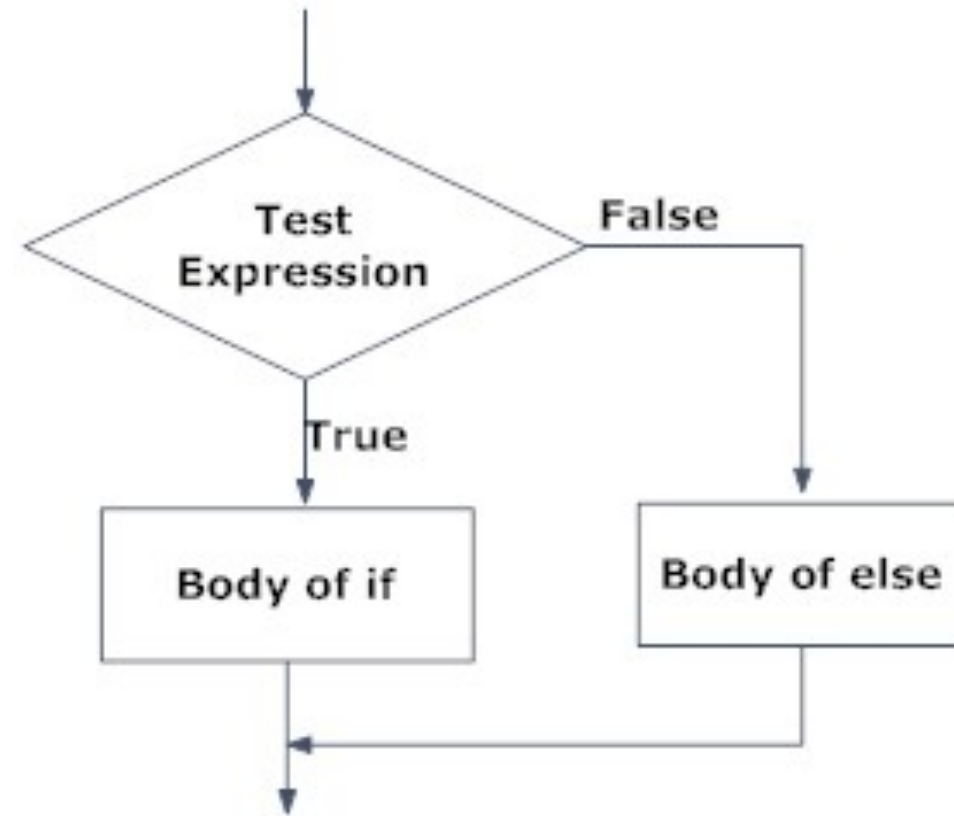 Test
Expression
False
True
Body of if
Body of else